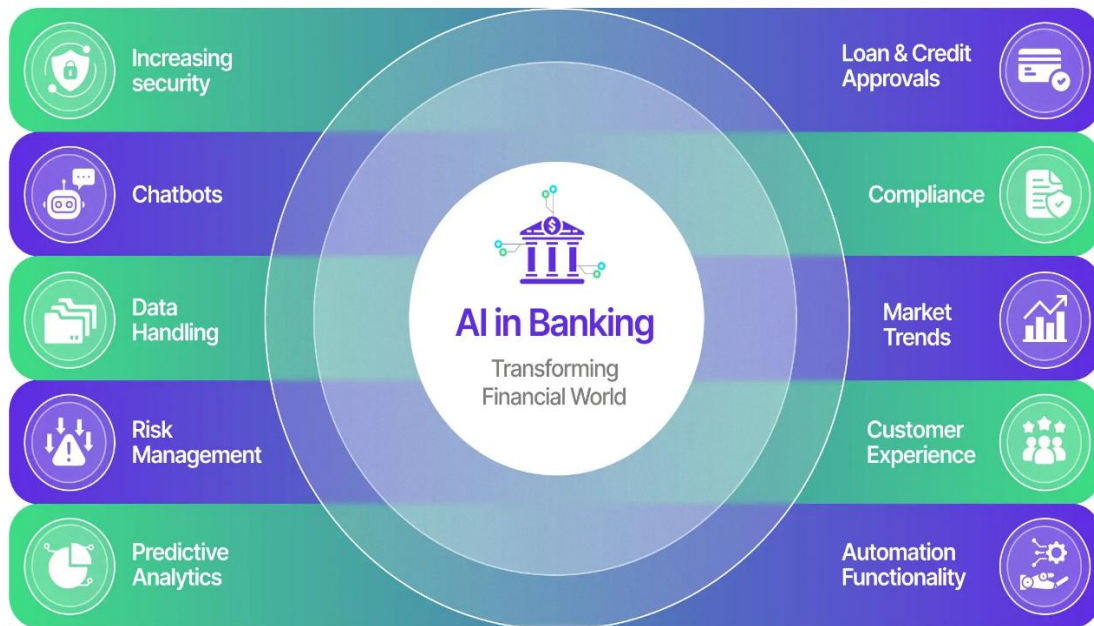 Increasing
security
Chatbots
Data
Handling
Risk
Management
Predictive
Analytics
$
AI in Banking
Transforming
Financial World
Loan & Credit
Approvals
Compliance
Market
Trends
Customer
Experience
Automation
Functionality